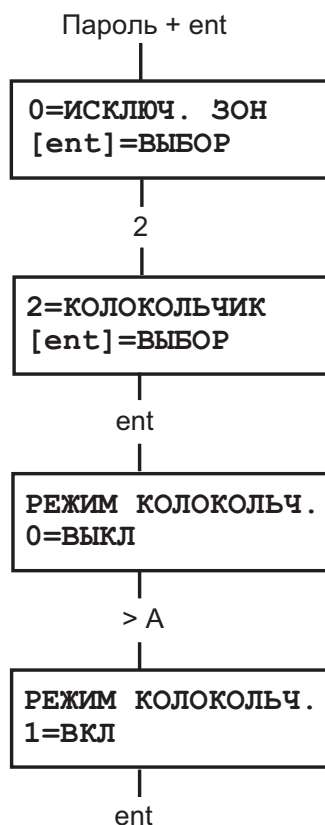 Пароль + ent
0=ИСКЛЮЧ. ЗОН
[ent]=ВЫБОР
2
2=КОЛОКОЛЬЧИК
[ent]=ВЫБОР
ent
РЕЖИМ КОЛОКОЛЬЧ.
0=ВЫКЛ
> A
РЕЖИМ КОЛОКОЛЬЧ.
1=ВКЛ
ent